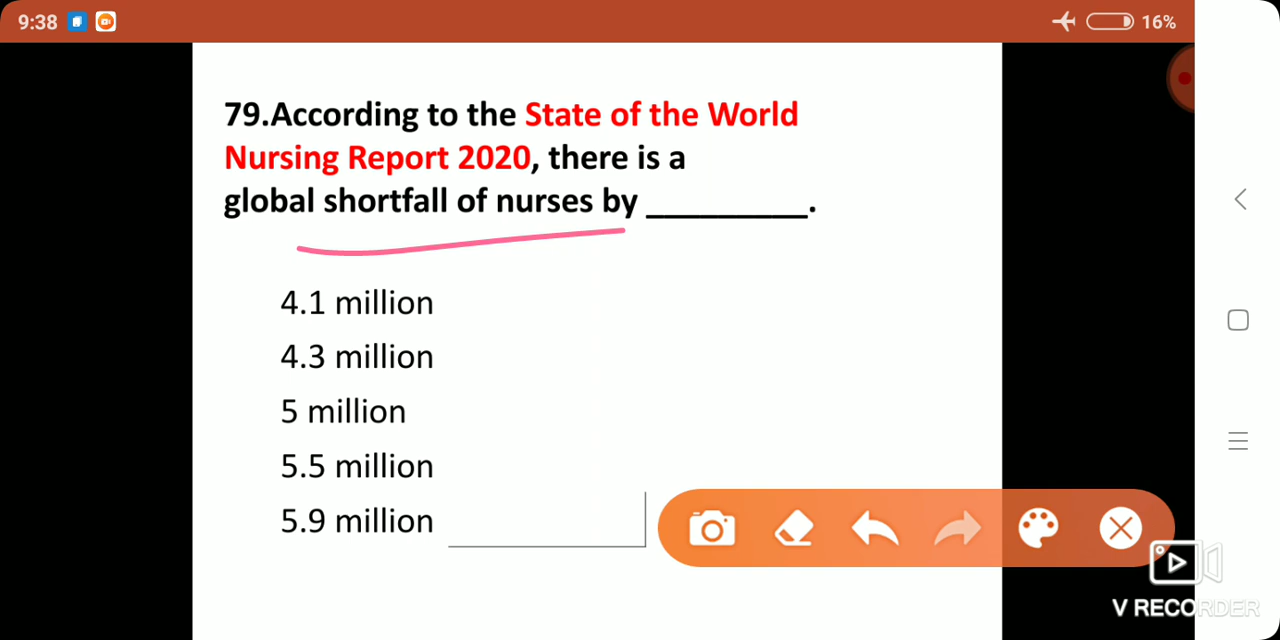 9:38
16%
79.According to the State of the World
Nursing Report 2020, there is a
global shortfall of nurses by _________.
4.1 million
4.3 million
5 million
5.5 million
5.9 million
V RECORDER